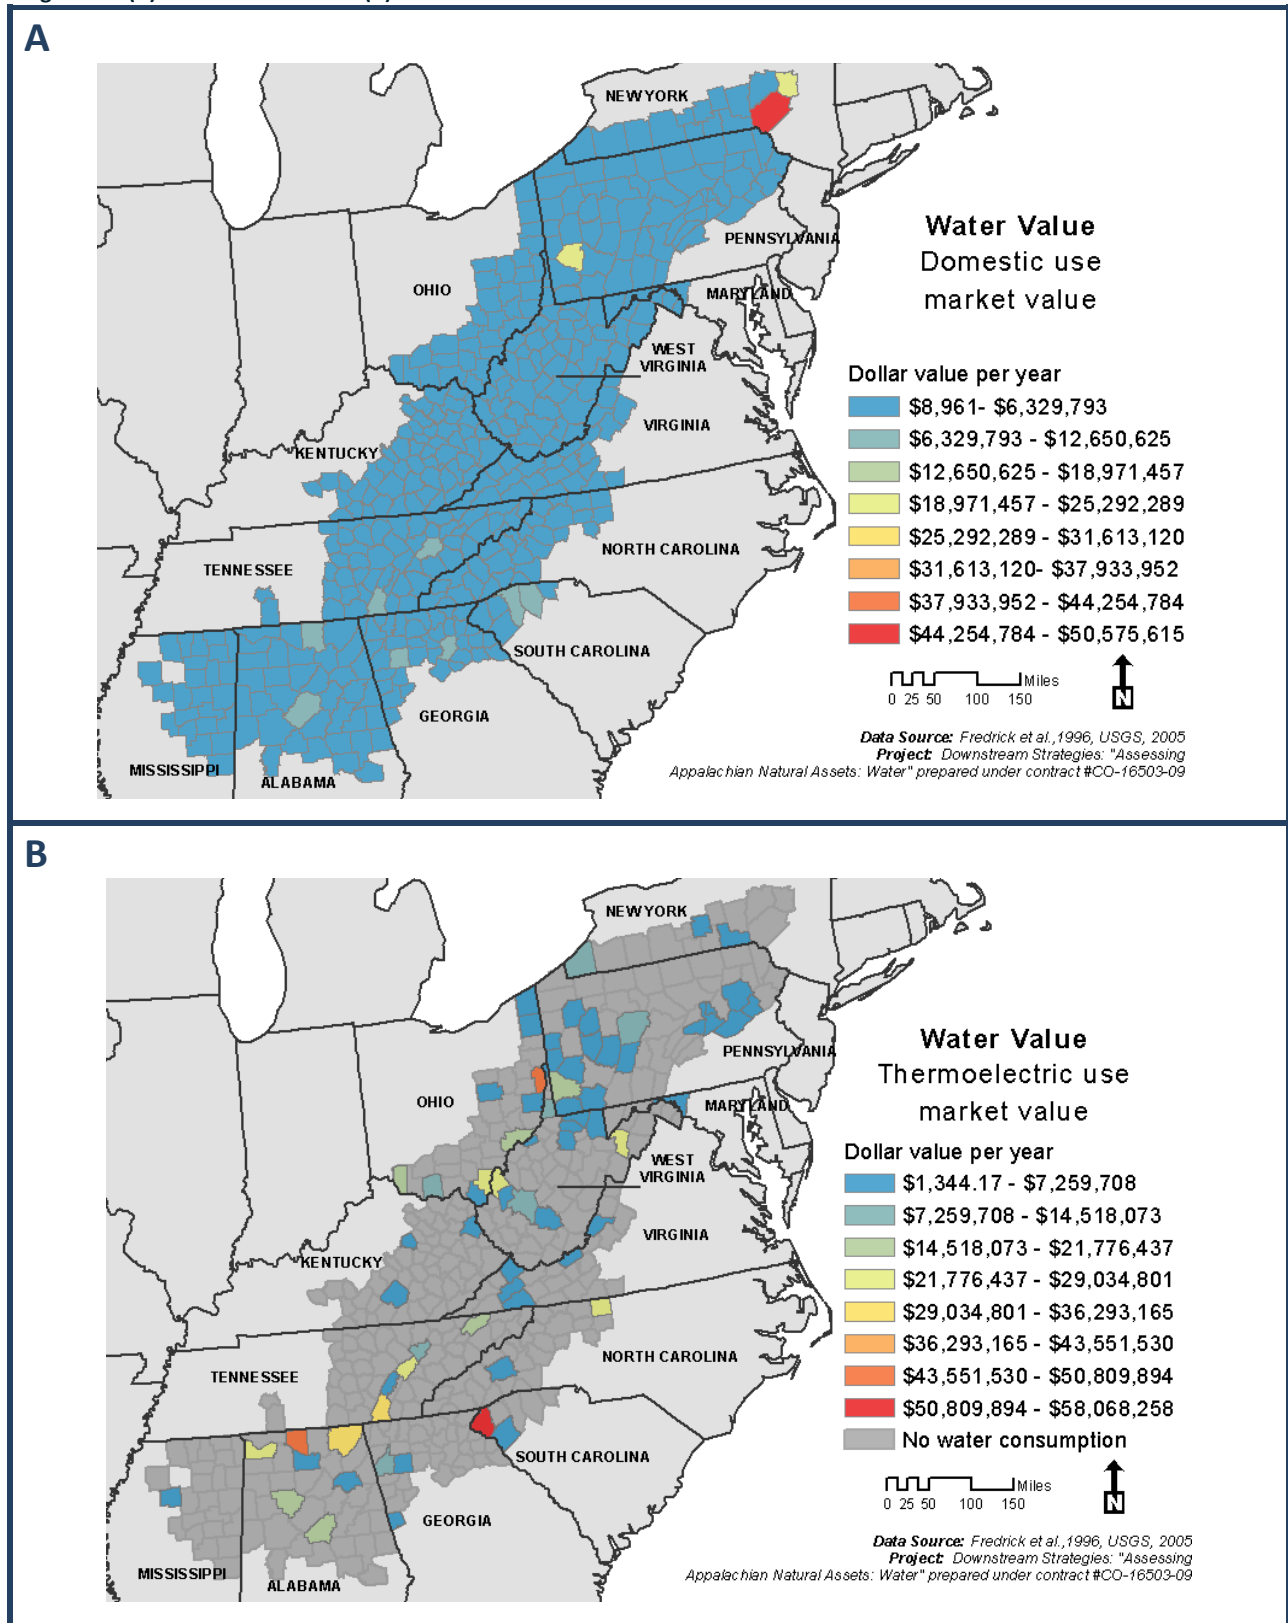 A
NEW YORK
PENNSYLVANIA
OHIO
MARYLAND
WEST
VIRGINIA
VIRGINIA
KENTUCKY
NORTH CAROLINA
TENNESSEE
SOUTH CAROLINA
GEORGIA
MISSISSIPPI
ALABAMA
Water Value
Domestic use
market value
Dollar value per year
$8,961- $6,329,793
$6,329,793 - $12,650,625
$12,650,625 - $18,971,457
$18,971,457 - $25,292,289
$25,292,289 - $31,613,120
$31,613,120- $37,933,952
$37,933,952 - $44,254,784
$44,254,784 - $50,575,615
Miles
0 25 50 100 150
N
Data Source: Fredrick et al.,1996, USGS, 2005
Project: Downstream Strategies: "Assessing
Appalachian Natural Assets: Water" prepared under contract #CO-16503-09
B
NEW YORK
PENNSYLVANIA
OHIO
MARYLAND
WEST
VIRGINIA
VIRGINIA
KENTUCKY
NORTH CAROLINA
TENNESSEE
SOUTH CAROLINA
GEORGIA
MISSISSIPPI
ALABAMA
Water Value
Thermoelectric use
market value
Dollar value per year
$1,344.17 - $7,259,708
$7,259,708 - $14,518,073
$14,518,073 - $21,776,437
$21,776,437 - $29,034,801
$29,034,801 - $36,293,165
$36,293,165 - $43,551,530
$43,551,530 - $50,809,894
$50,809,894 - $58,068,258
No water consumption
Miles
0 25 50 100 150
N
Data Source: Fredrick et al.,1996, USGS, 2005
Project: Downstream Strategies: "Assessing
Appalachian Natural Assets: Water" prepared under contract #CO-16503-09